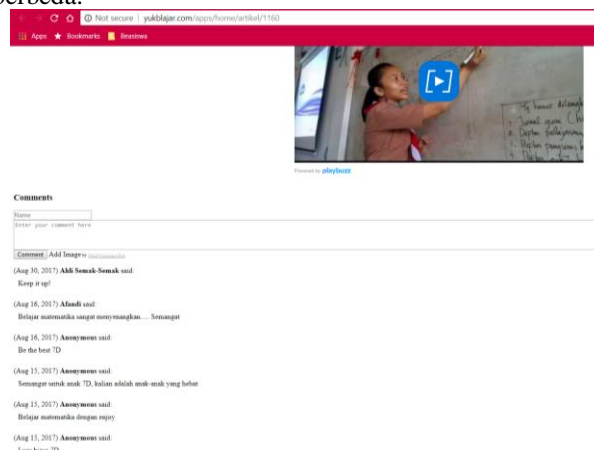 berbeda.
Not secure | yukblajar.com/apps/home/artikel/1160
Apps Bookmarks Beasiswa
Powered by playbuzz
Comments
Name
Enter your comment here
Comment Add Image
(Aug 30, 2017) Aldi Semak-Semak said:
Keep it up!
(Aug 16, 2017) Afandi said:
Belajar matematika sangat menyenangkan.... Semangat
(Aug 16, 2017) Anonymous said:
Be the best 7D
(Aug 15, 2017) Anonymous said:
Semangat untuk anak 7D, kalian adalah anak-anak yang hebat
(Aug 15, 2017) Anonymous said:
Belajar matematika dengan enjoy
(Aug 15, 2017) Anonymous said:
7D